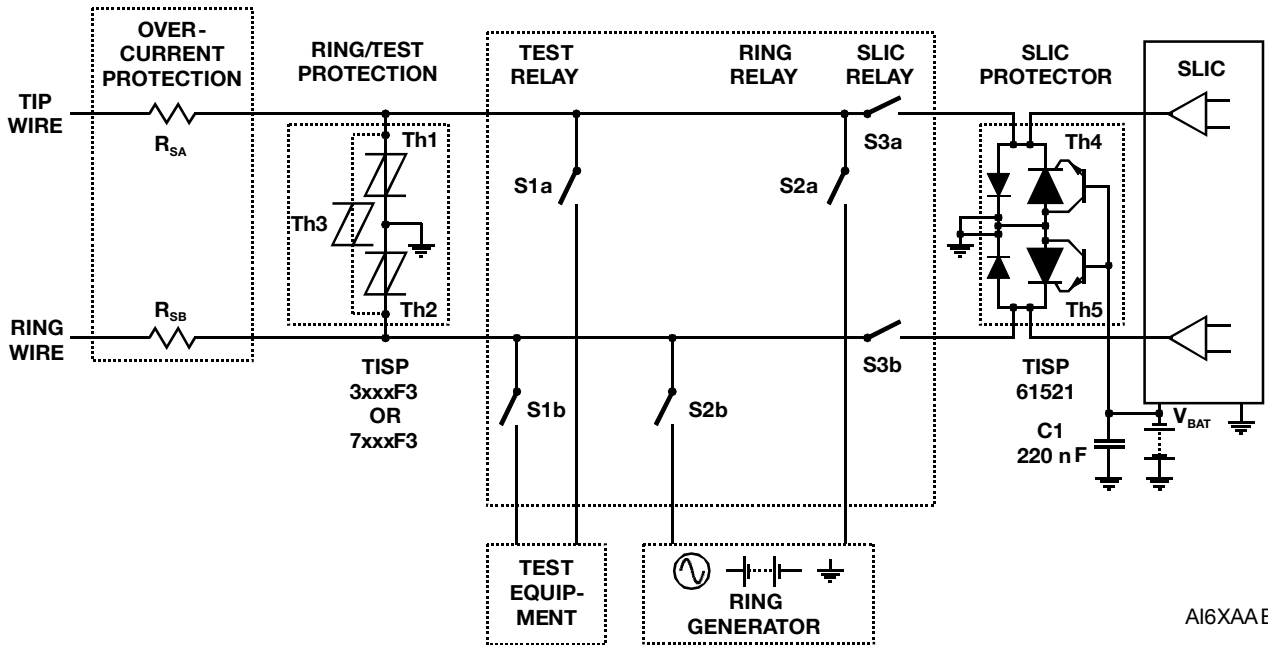 OVER-
CURRENT
PROTECTION
RING/TEST
PROTECTION
TEST
RELAY
RING
RELAY
SLIC
RELAY
SLIC
PROTECTOR
SLIC
TIP
WIRE
RSA
Th1
Th3
Th2
S1a
S2a
S3a
Th4
Th5
RING
WIRE
RSB
TISP
3xxxF3
OR
7xxxF3
S1b
S2b
S3b
TISP
61521
C1
220 nF
VBAT
TEST
EQUIP-
MENT
RING
GENERATOR
AI6XAAB